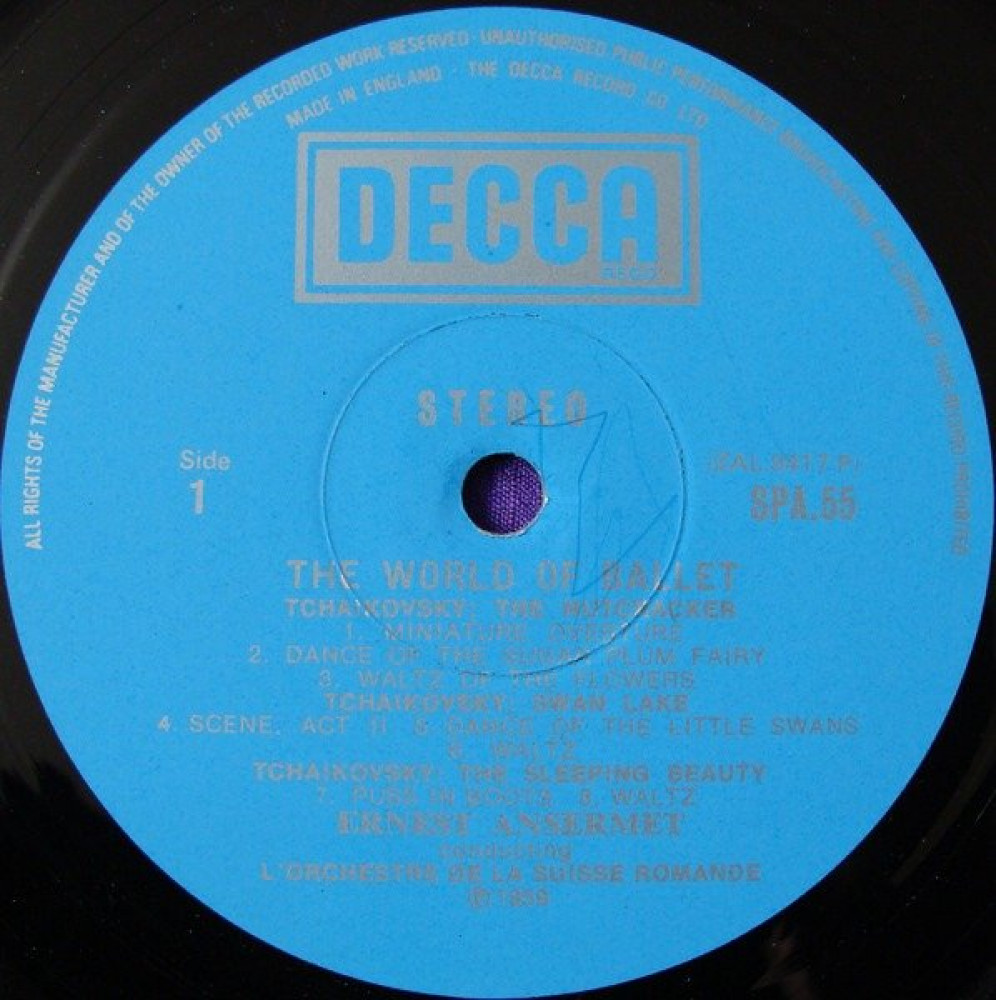 ALL RIGHTS OF THE MANUFACTURER AND OF THE OWNER OF THE RECORDED WORK RESERVED · UNAUTHORISED PUBLIC PERFORMANCE BROADCASTING AND
MADE IN ENGLAND · THE DECCA RECORD CO LTD
DECCA
STEREO
Side
1
SPA.55
THE WORLD OF BALLET
TCHAIKOVSKY: THE NUTCRACKER
1. MINIATURE OVERTURE
2. DANCE OF THE SUGAR PLUM FAIRY
3. WALTZ OF THE FLOWERS
TCHAIKOVSKY: SWAN LAKE
4. SCENE, ACT II 5. DANCE OF THE LITTLE SWANS
6. WALTZ
TCHAIKOVSKY: THE SLEEPING BEAUTY
7. PUSS IN BOOTS 8. WALTZ
ERNEST ANSERMET
conducting
L'ORCHESTRE DE LA SUISSE ROMANDE